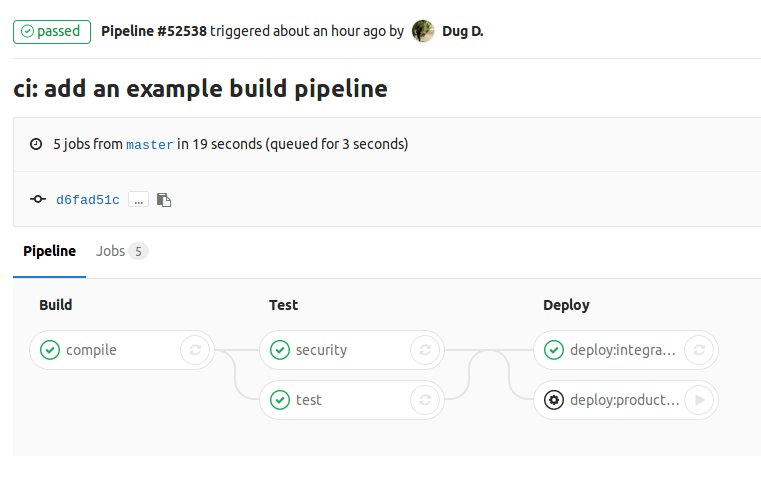 passed Pipeline #52538 triggered about an hour ago by Dug D.
ci: add an example build pipeline
5 jobs from master in 19 seconds (queued for 3 seconds)
d6fad51c ...
Pipeline Jobs 5
Build Test Deploy
compile security deploy:integra...
test deploy:product...